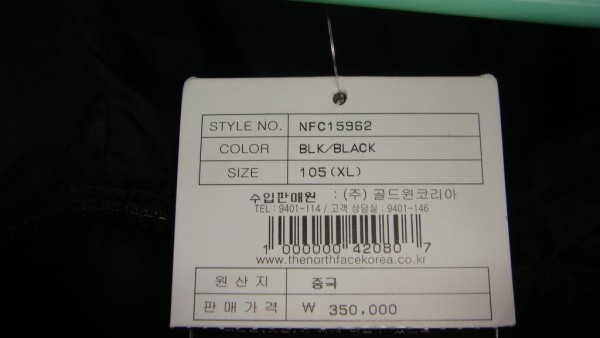 STYLE NO. NFC15962
COLOR BLK/BLACK
SIZE 105(XL)
수입판매원 : (주) 골드윈코리아
TEL : 9401-114 / 고객 상담실 : 9401-146
1 000000 42080 7
www.thenorthfacekorea.co.kr
원산지 중국
판매가격 ₩ 350,000